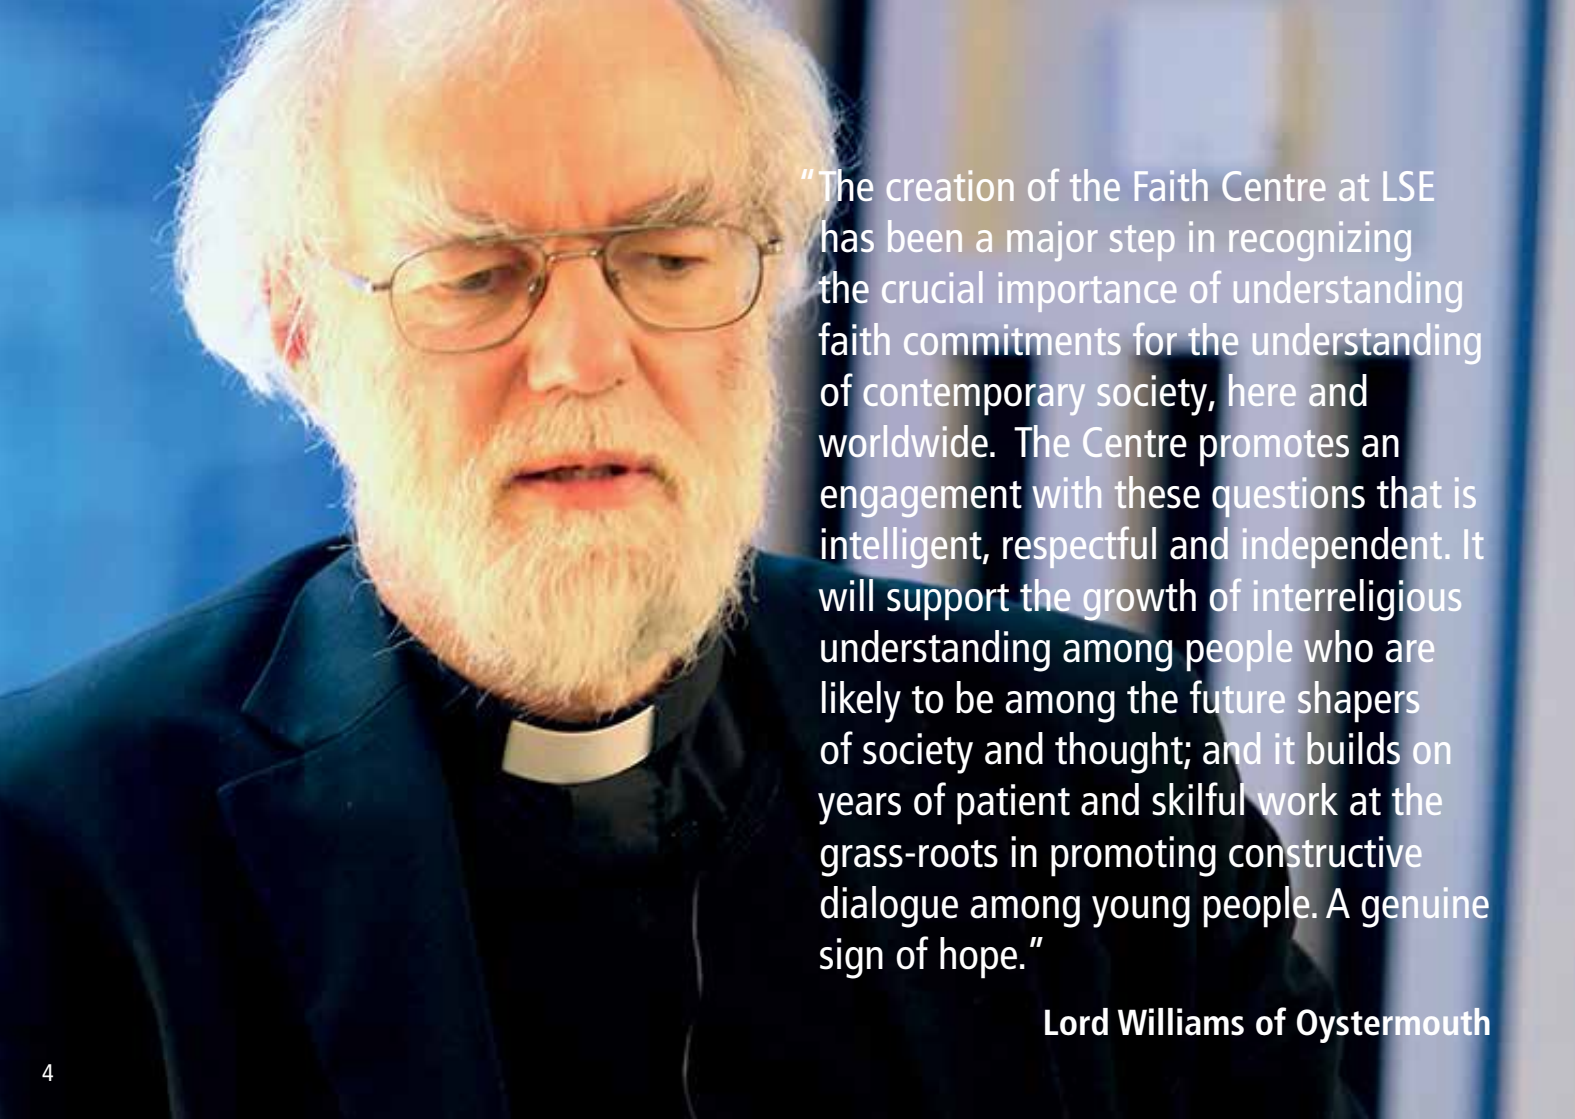 “The creation of the Faith Centre at LSE
has been a major step in recognizing
the crucial importance of understanding
faith commitments for the understanding
of contemporary society, here and
worldwide.  The Centre promotes an
engagement with these questions that is
intelligent, respectful and independent. It
will support the growth of interreligious
understanding among people who are
likely to be among the future shapers
of society and thought; and it builds on
years of patient and skilful work at the
grass-roots in promoting constructive
dialogue among young people. A genuine
sign of hope.”
Lord Williams of Oystermouth
4